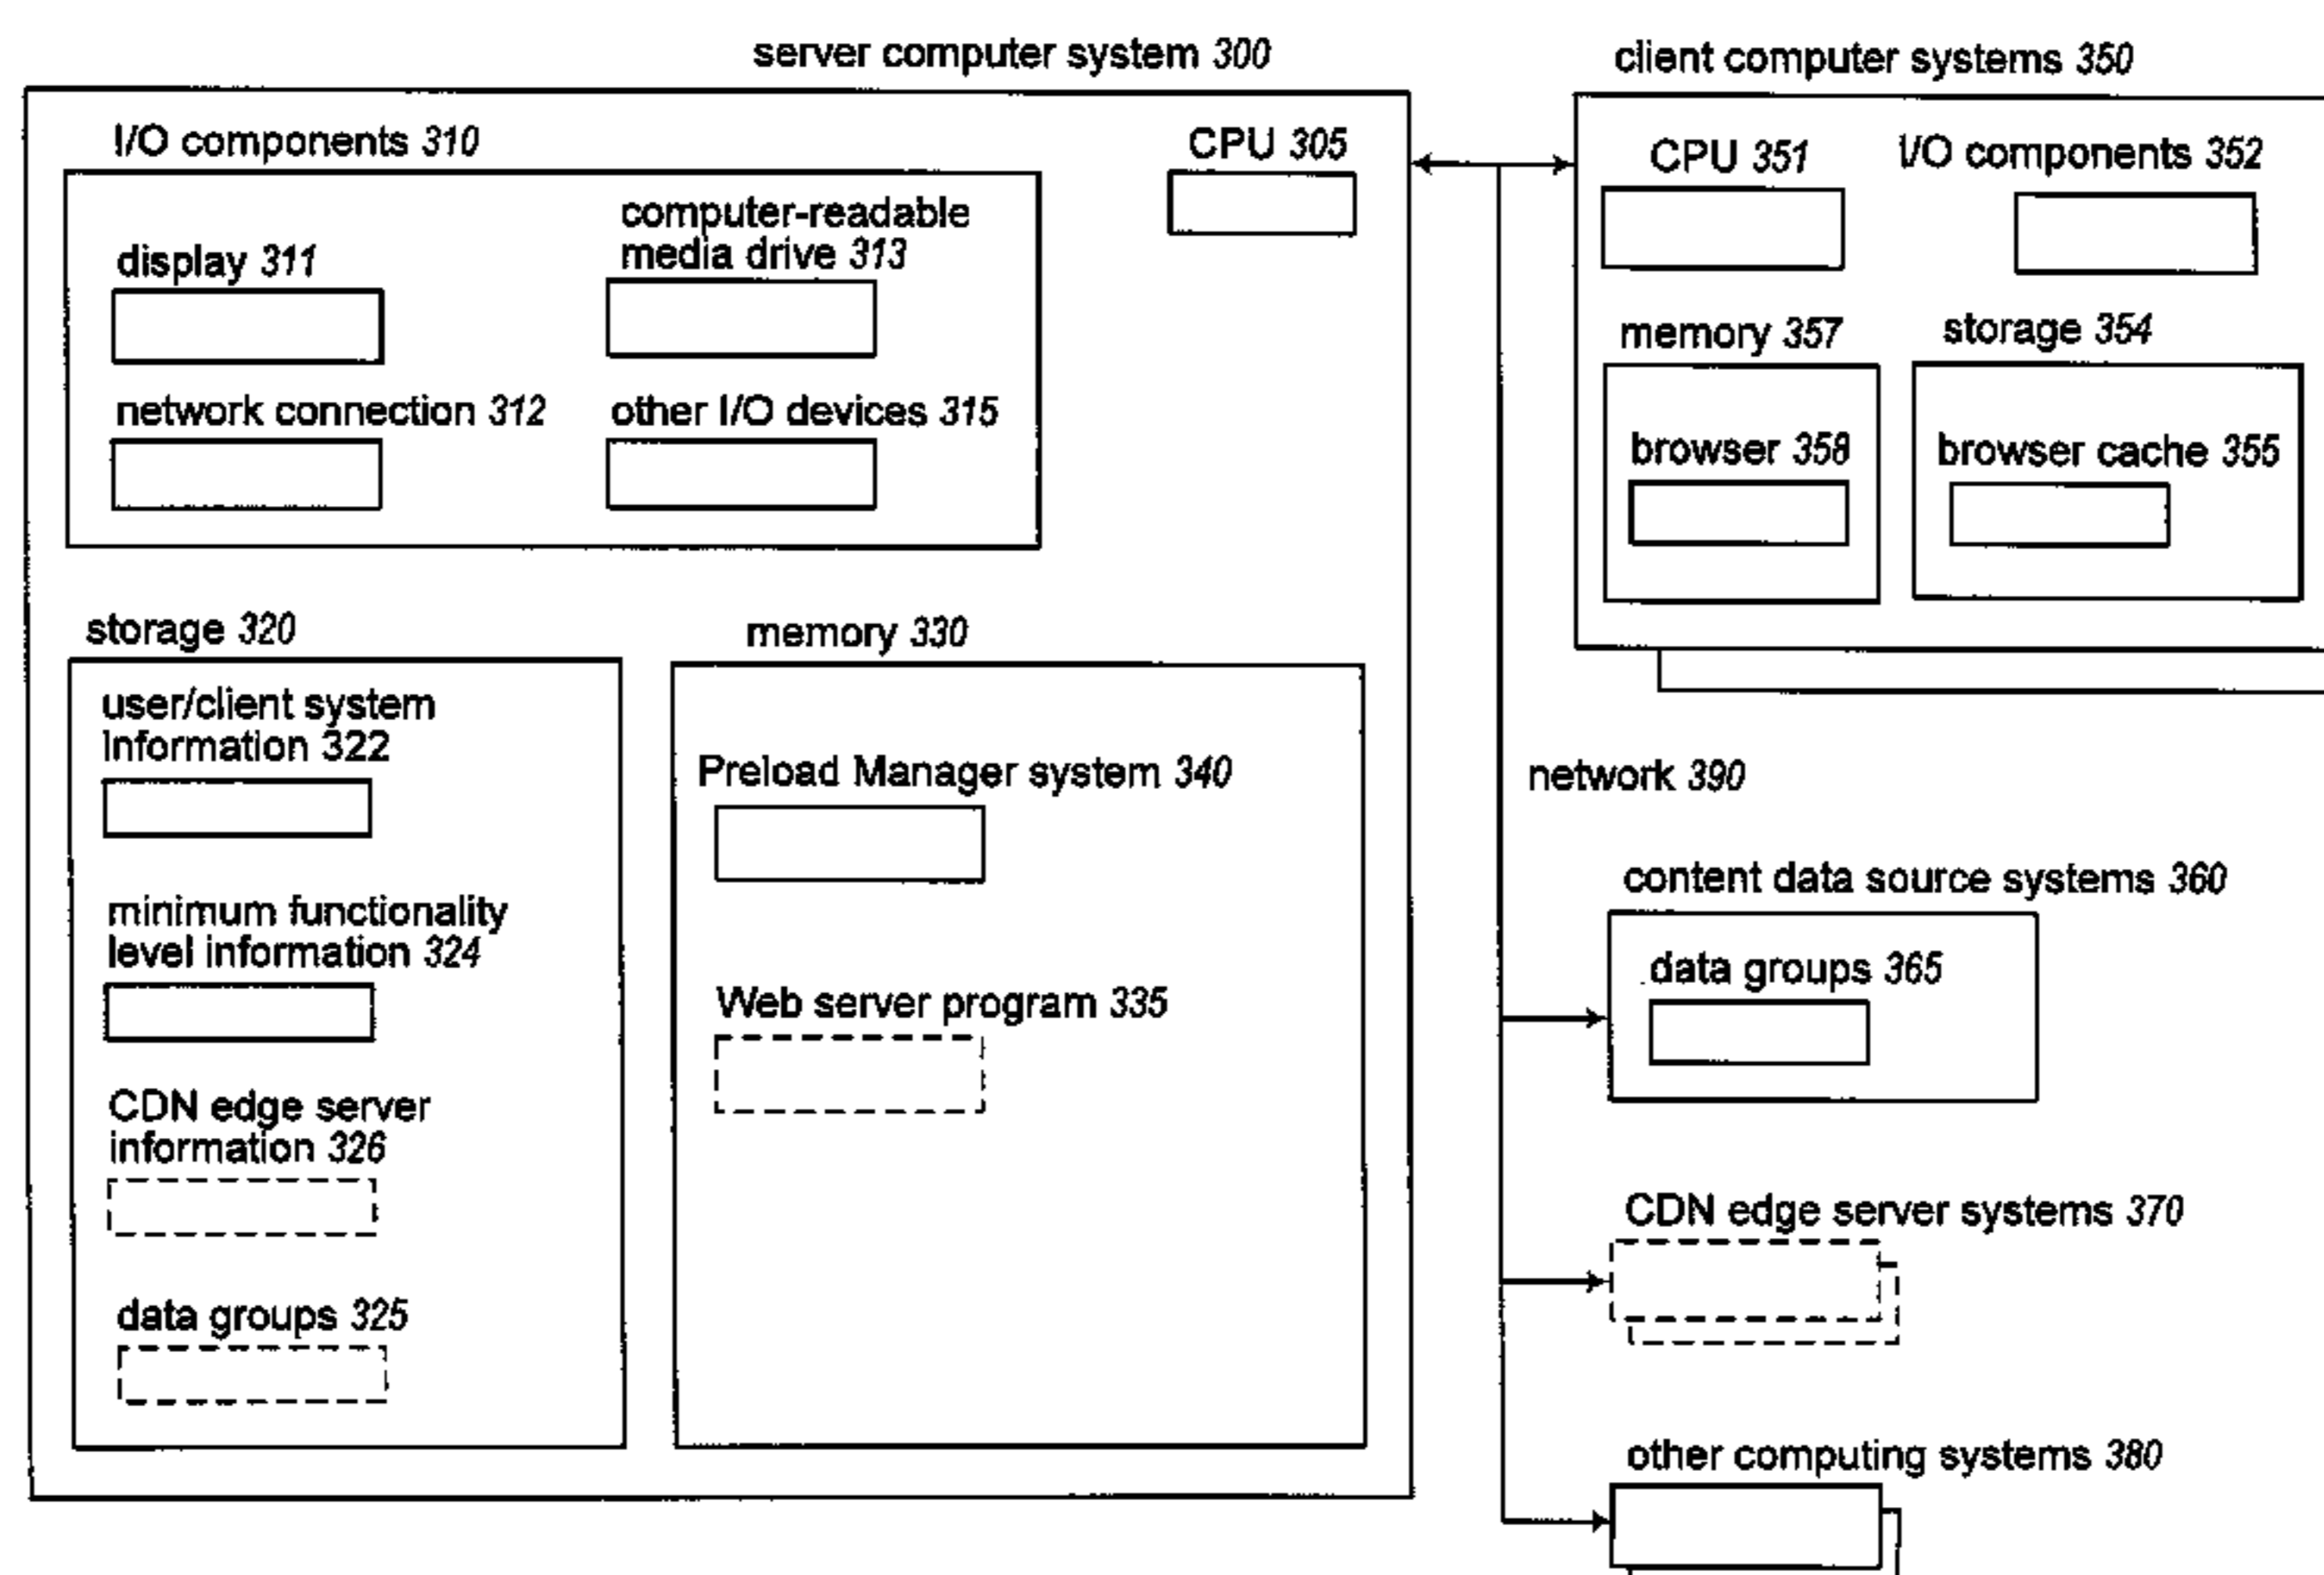 server computer system 300
I/O components 310
CPU 305
display 311
computer-readable
media drive 313
network connection 312
other I/O devices 315
storage 320
user/client system
information 322
minimum functionality
level information 324
CDN edge server
information 326
data groups 325
memory 330
Preload Manager system 340
Web server program 335
client computer systems 350
CPU 351
I/O components 352
memory 357
storage 354
browser 358
browser cache 355
network 390
content data source systems 360
data groups 365
CDN edge server systems 370
other computing systems 380